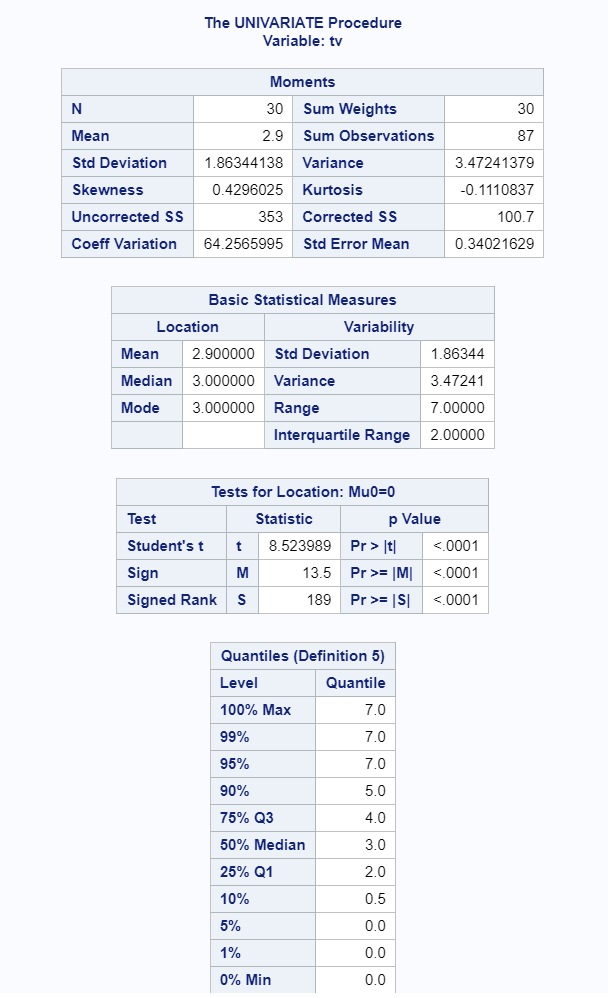 The UNIVARIATE Procedure
Variable: tv
Moments
N 30 Sum Weights 30
Mean 2.9 Sum Observations 87
Std Deviation 1.86344138 Variance 3.47241379
Skewness 0.4296025 Kurtosis -0.1110837
Uncorrected SS 353 Corrected SS 100.7
Coeff Variation 64.2565995 Std Error Mean 0.34021629
Basic Statistical Measures
Location Variability
Mean 2.900000 Std Deviation 1.86344
Median 3.000000 Variance 3.47241
Mode 3.000000 Range 7.00000
Interquartile Range 2.00000
Tests for Location: Mu0=0
Test Statistic p Value
Student's t t 8.523989 Pr > |t| <.0001
Sign M 13.5 Pr >= |M| <.0001
Signed Rank S 189 Pr >= |S| <.0001
Quantiles (Definition 5)
Level Quantile
100% Max 7.0
99% 7.0
95% 7.0
90% 5.0
75% Q3 4.0
50% Median 3.0
25% Q1 2.0
10% 0.5
5% 0.0
1% 0.0
0% Min 0.0